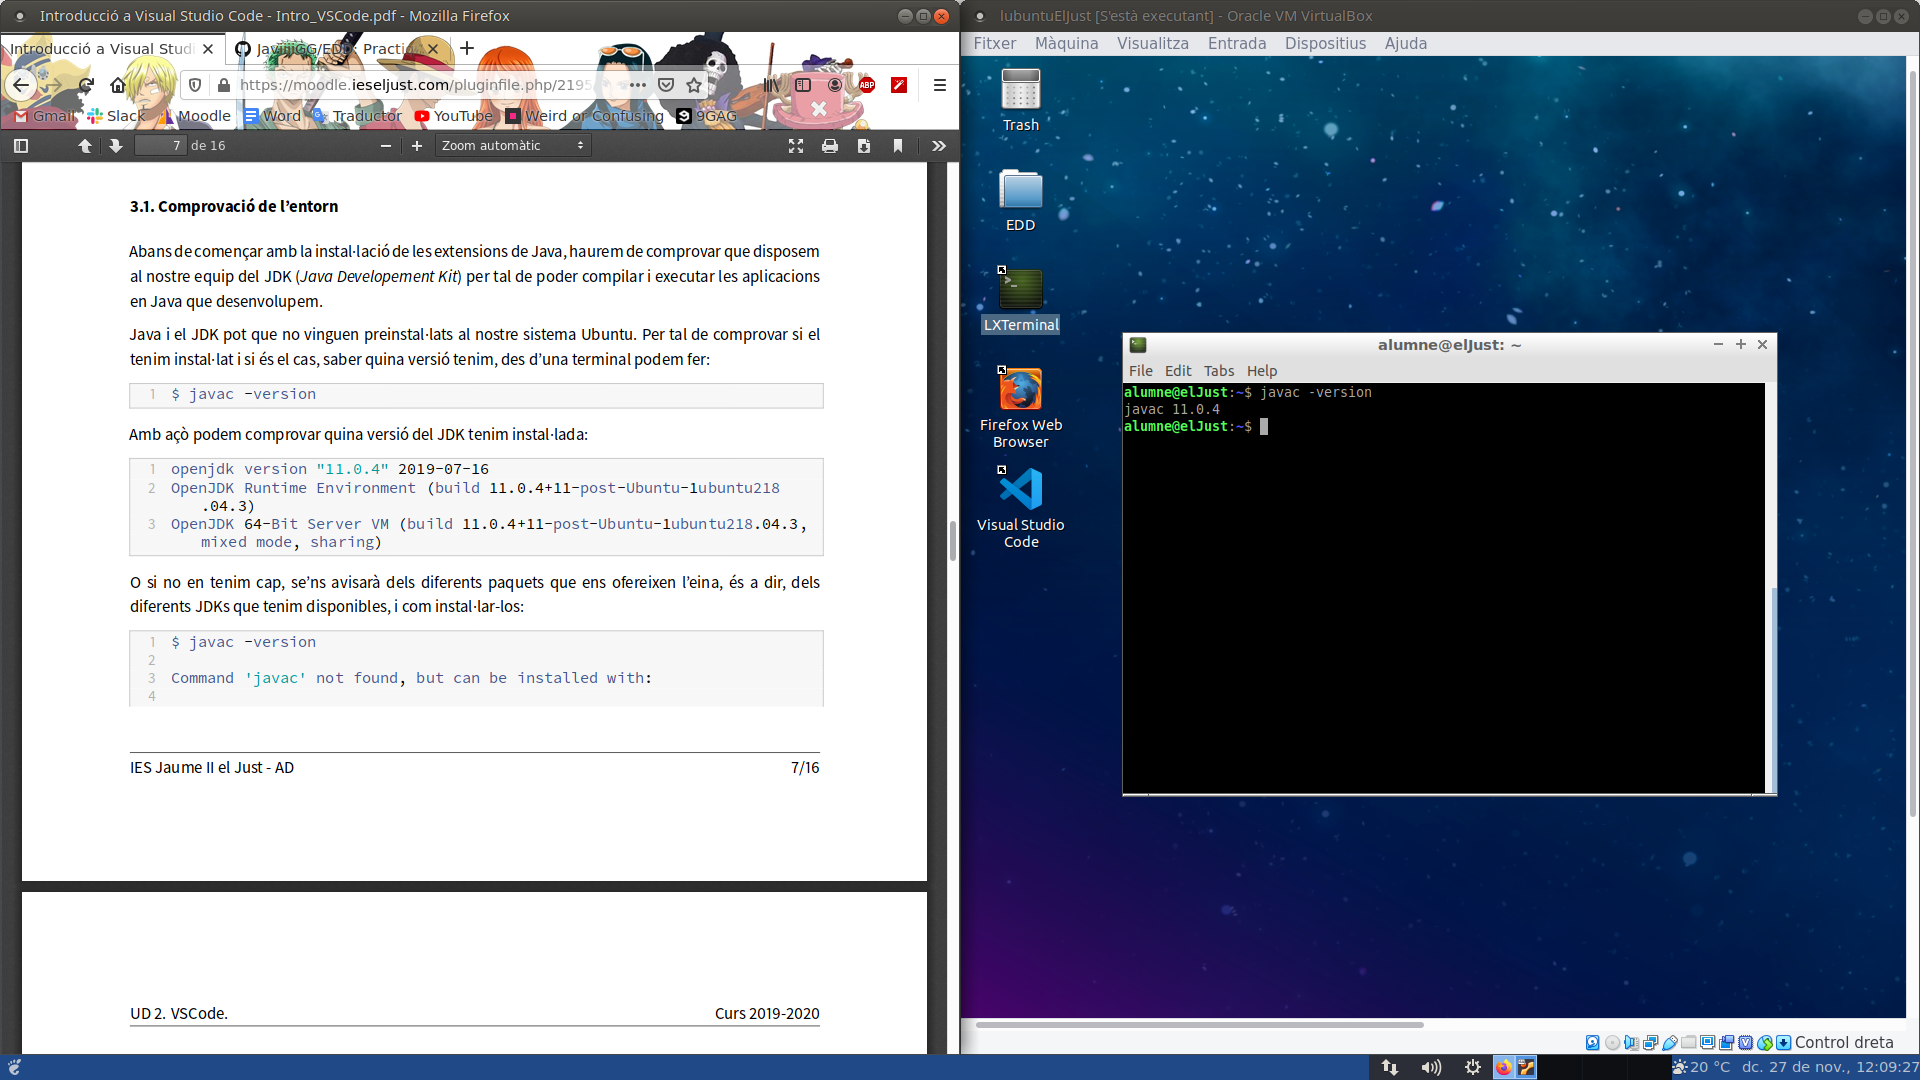 Introducció a Visual Studio Code - Intro_VSCode.pdf - Mozilla Firefox
Introducció a Visual Studi
JaviiiiGG/EDD: Practi
https://moodle.ieseljust.com/pluginfile.php/2195
ABP
Gmail
Slack
Moodle
Word
Traductor
YouTube
Weird or Confusing
9GAG
7 de 16
Zoom automàtic
3.1. Comprovació de l’entorn
Abans de començar amb la instal·lació de les extensions de Java, haurem de comprovar que disposem
al nostre equip del JDK (Java Developement Kit) per tal de poder compilar i executar les aplicacions
en Java que desenvolupem.
Java i el JDK pot que no vinguen preinstal·lats al nostre sistema Ubuntu. Per tal de comprovar si el
tenim instal·lat i si és el cas, saber quina versió tenim, des d’una terminal podem fer:
1 $ javac -version
Amb açò podem comprovar quina versió del JDK tenim instal·lada:
1 openjdk version "11.0.4" 2019-07-16
2 OpenJDK Runtime Environment (build 11.0.4+11-post-Ubuntu-1ubuntu218
.04.3)
3 OpenJDK 64-Bit Server VM (build 11.0.4+11-post-Ubuntu-1ubuntu218.04.3,
mixed mode, sharing)
O si no en tenim cap, se’ns avisarà dels diferents paquets que ens ofereixen l’eina, és a dir, dels
diferents JDKs que tenim disponibles, i com instal·lar-los:
1 $ javac -version
2
3 Command 'javac' not found, but can be installed with:
4
IES Jaume II el Just - AD
7/16
UD 2. VSCode.
Curs 2019-2020
lubuntuElJust [S'està executant] - Oracle VM VirtualBox
Fitxer Màquina Visualitza Entrada Dispositius Ajuda
Trash
EDD
LXTerminal
Firefox Web
Browser
Visual Studio
Code
alumne@elJust: ~
File Edit Tabs Help
alumne@elJust:~$ javac -version
javac 11.0.4
alumne@elJust:~$
Control dreta
20 °C
dc. 27 de nov., 12:09:27